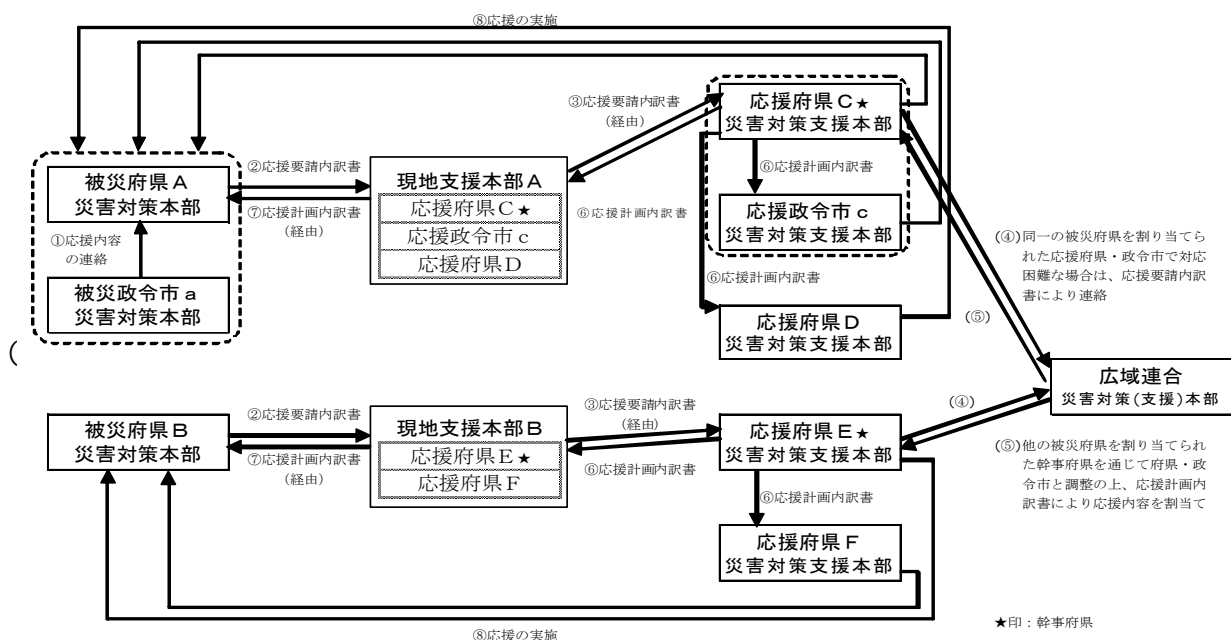 ⑧応援の実施
応援府県C★
災害対策支援本部
③応援要請内訳書
(経由)
被災府県A
災害対策本部
②応援要請内訳書
現地支援本部A
応援府県C★
応援政令市c
応援府県D
⑦応援計画内訳書
(経由)
⑥応援計画内訳書
⑥応援計画内訳書
応援政令市c
災害対策支援本部
①応援内容
の連絡
被災政令市a
災害対策本部
⑥応援計画内訳書
応援府県D
災害対策支援本部
(④)同一の被災府県を割り当てら
れた応援府県・政令市で対応
困難な場合は、応援要請内訳
書により連絡
(⑤)
(
広域連合
災害対策(支援)本部
被災府県B
災害対策本部
②応援要請内訳書
⑦応援計画内訳書
(経由)
現地支援本部B
応援府県E★
応援府県F
③応援要請内訳書
(経由)
⑥応援計画内訳書
応援府県E★
災害対策支援本部
(④)
(⑤)他の被災府県を割り当てられ
た幹事府県を通じて府県・政
令市と調整の上、応援計画内
訳書により応援内容を割当て
⑥応援計画内訳書
応援府県F
災害対策支援本部
★印：幹事府県
⑧応援の実施